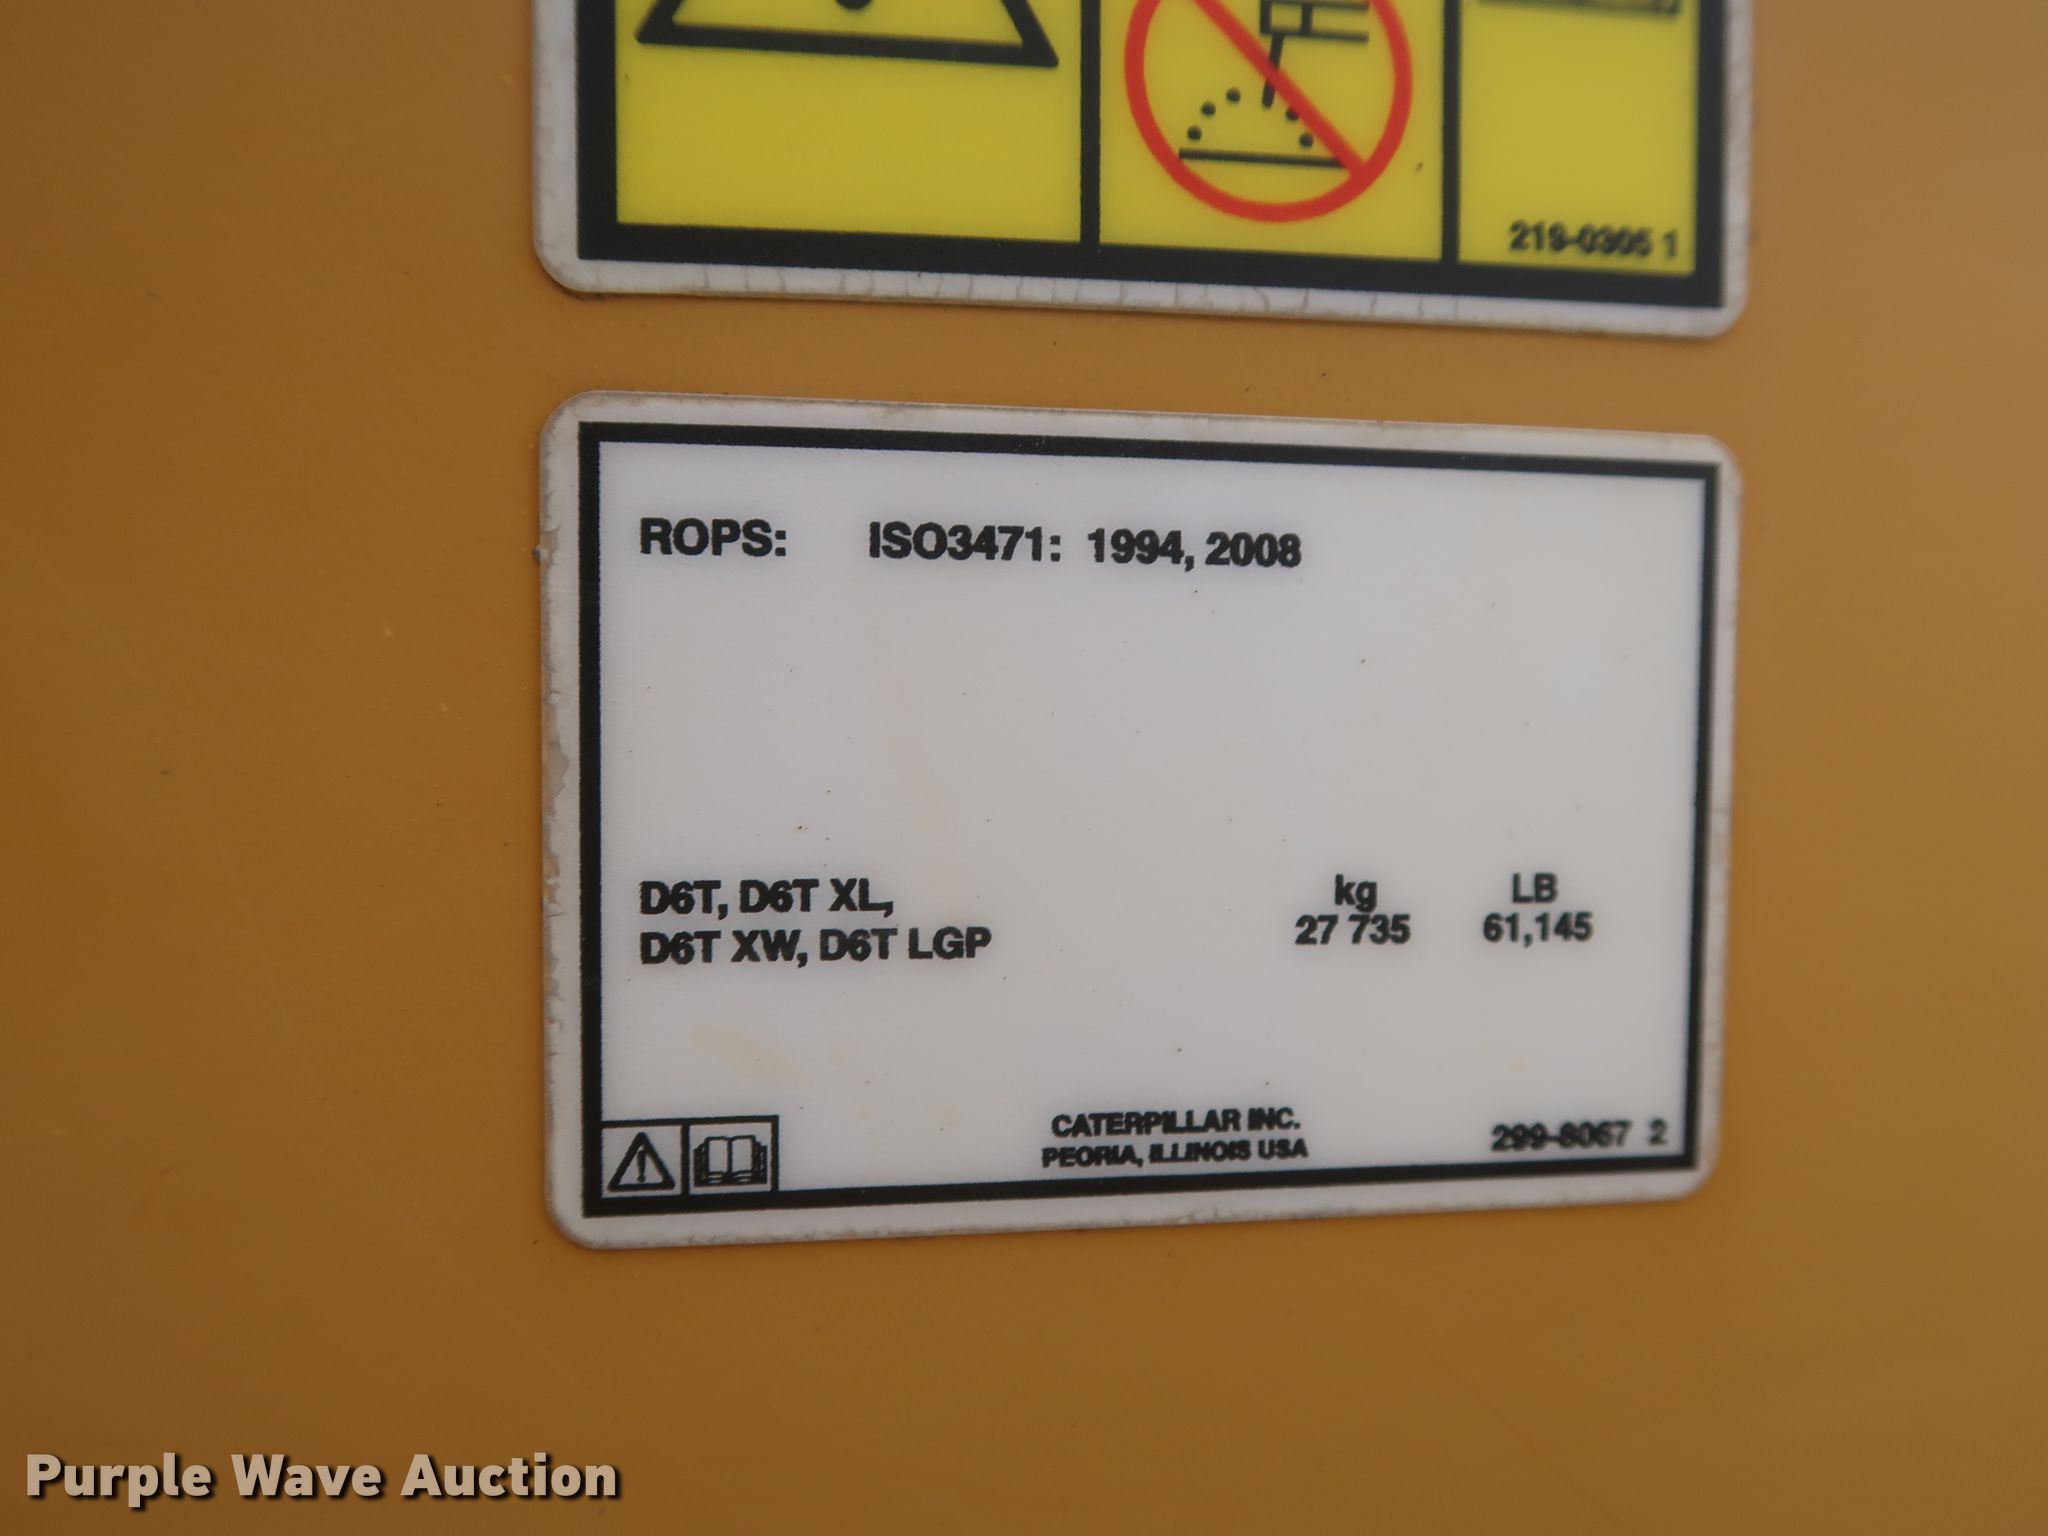 219-0305 1
ROPS: ISO3471: 1994, 2008
D6T, D6T XL,
D6T XW, D6T LGP
kg LB
27 735 61,145
CATERPILLAR INC.
PEORIA, ILLINOIS USA
299-8067 2
Purple Wave Auction